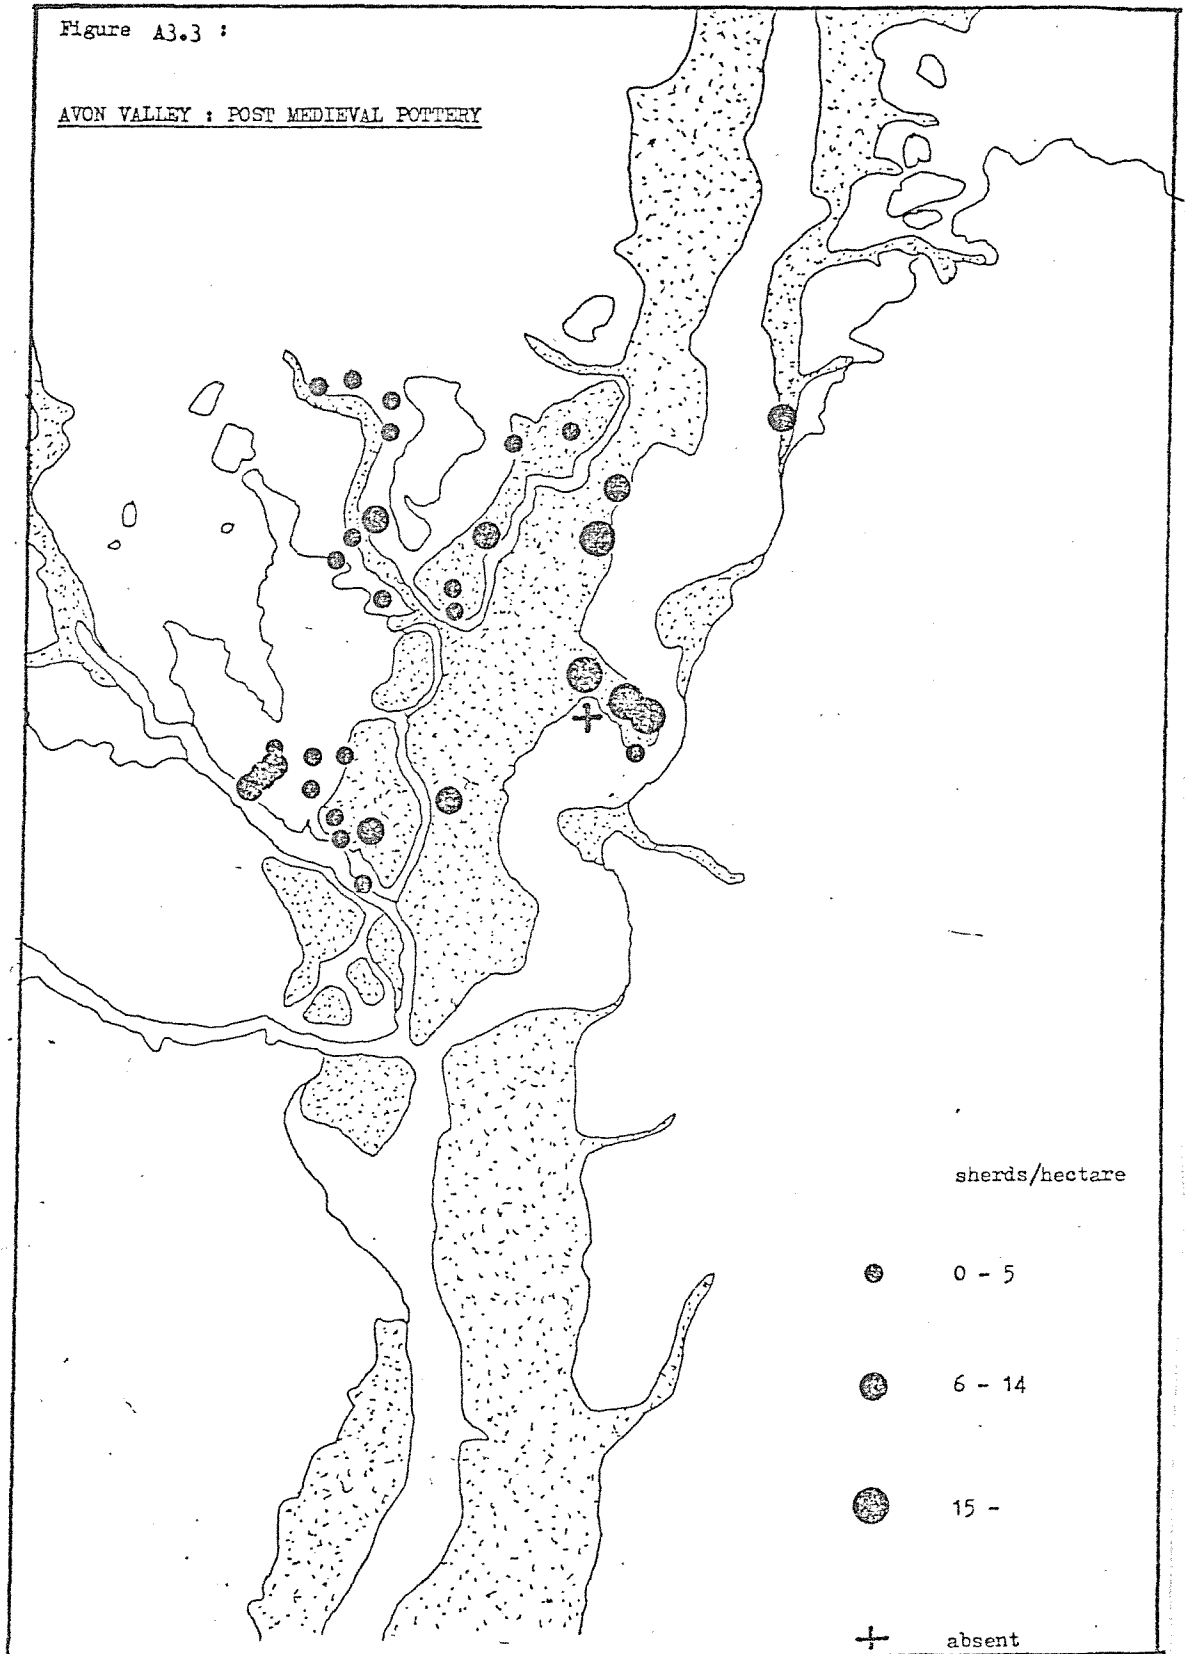 Figure A3.3 :
AVON VALLEY : POST MEDIEVAL POTTERY
sherds/hectare
0 - 5
6 - 14
15 -
absent